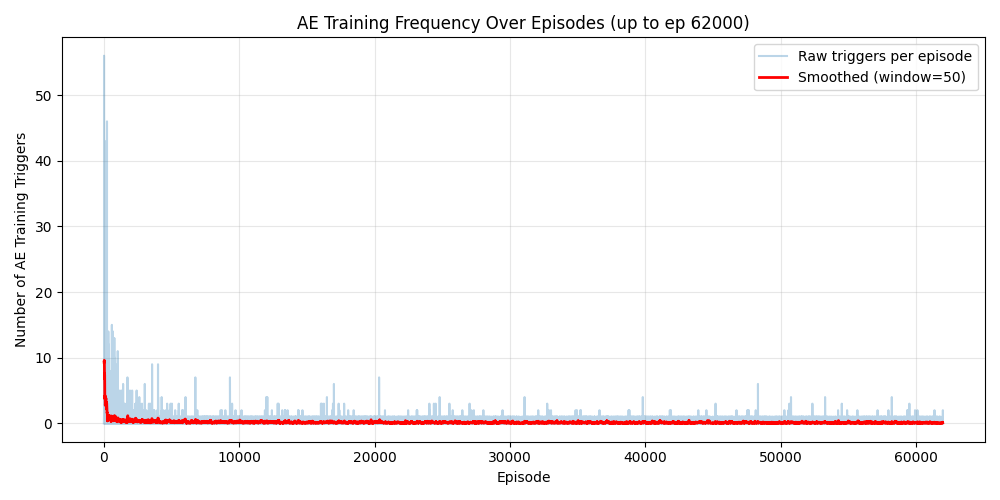 AE Training Frequency Over Episodes (up to ep 62000)
Raw triggers per episode
Smoothed (window=50)
Number of AE Training Triggers
50
40
30
20
10
0
0 10000 20000 30000 40000 50000 60000
Episode